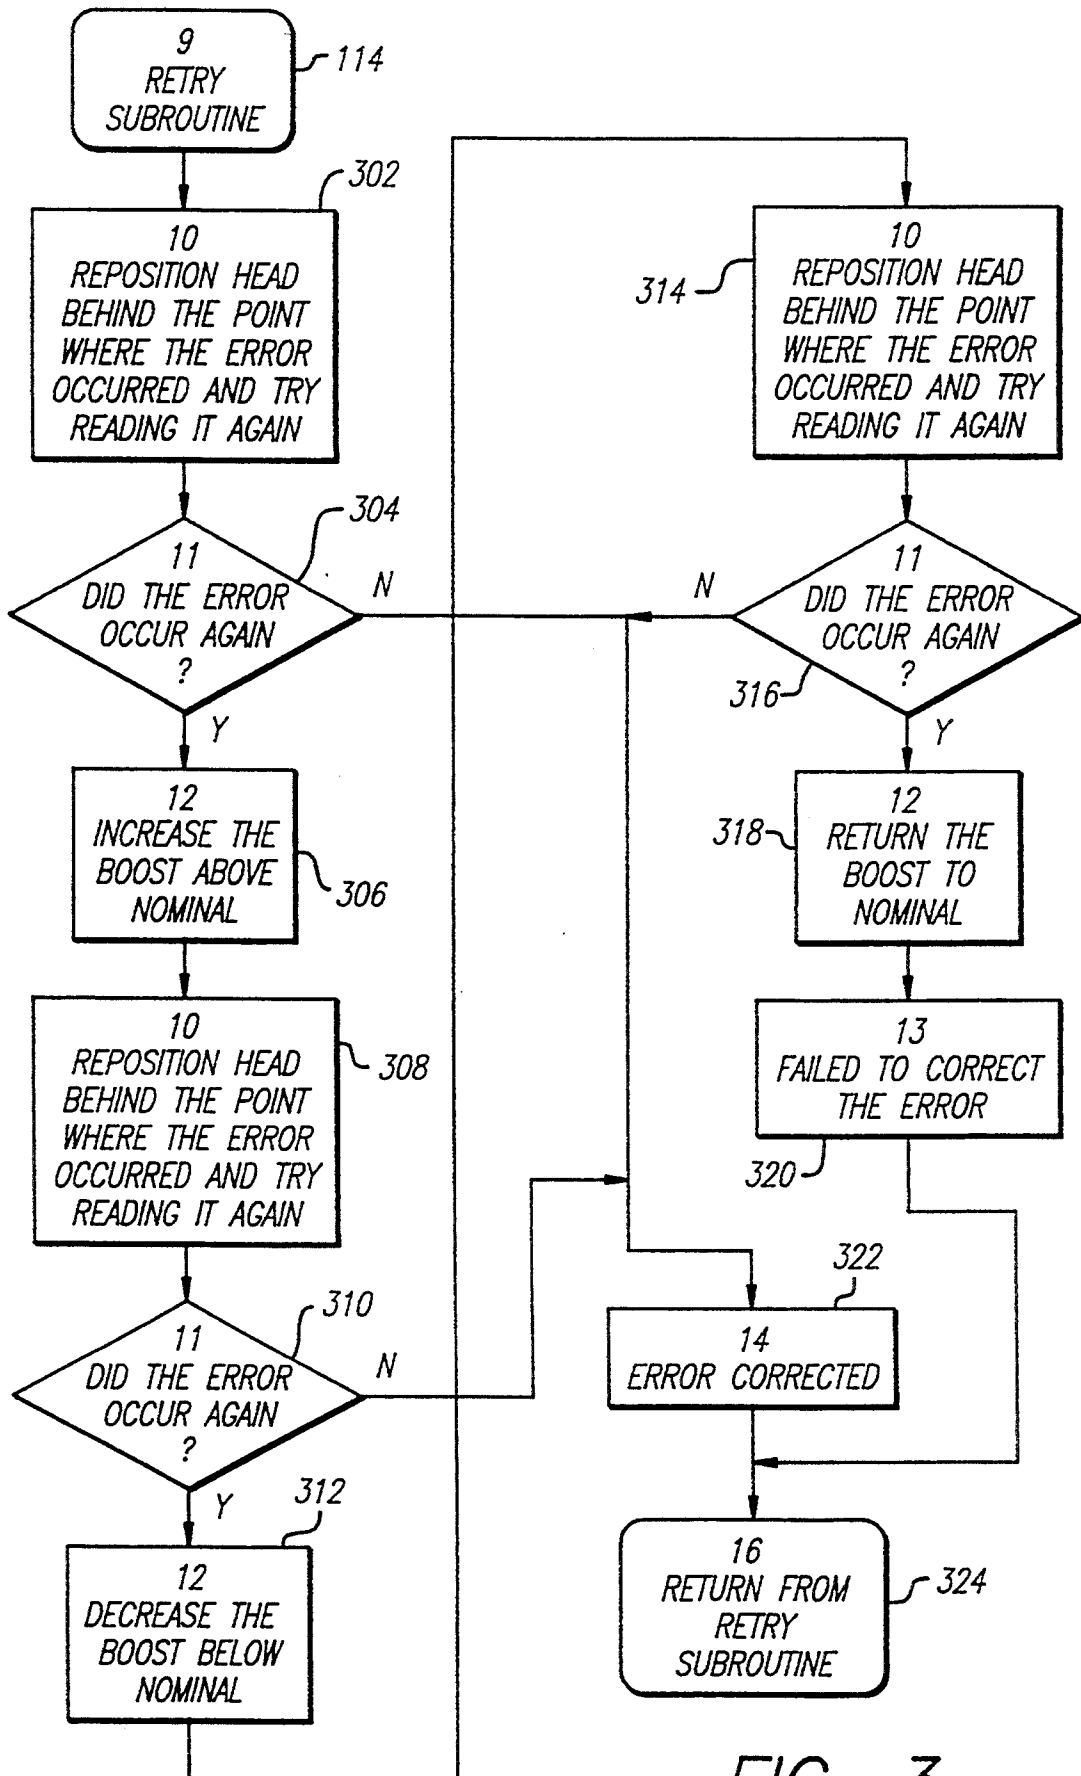 9
RETRY
SUBROUTINE
114
302
10
REPOSITION HEAD
BEHIND THE POINT
WHERE THE ERROR
OCCURRED AND TRY
READING IT AGAIN
304
11
DID THE ERROR
OCCUR AGAIN
?
N
Y
12
INCREASE THE
BOOST ABOVE
NOMINAL
306
10
REPOSITION HEAD
BEHIND THE POINT
WHERE THE ERROR
OCCURRED AND TRY
READING IT AGAIN
308
310
11
DID THE ERROR
OCCUR AGAIN
?
N
Y
312
12
DECREASE THE
BOOST BELOW
NOMINAL
314
10
REPOSITION HEAD
BEHIND THE POINT
WHERE THE ERROR
OCCURRED AND TRY
READING IT AGAIN
N
11
DID THE ERROR
OCCUR AGAIN
?
316
Y
318
12
RETURN THE
BOOST TO
NOMINAL
13
FAILED TO CORRECT
THE ERROR
320
322
14
ERROR CORRECTED
16
RETURN FROM
RETRY
SUBROUTINE
324
FIG. 3